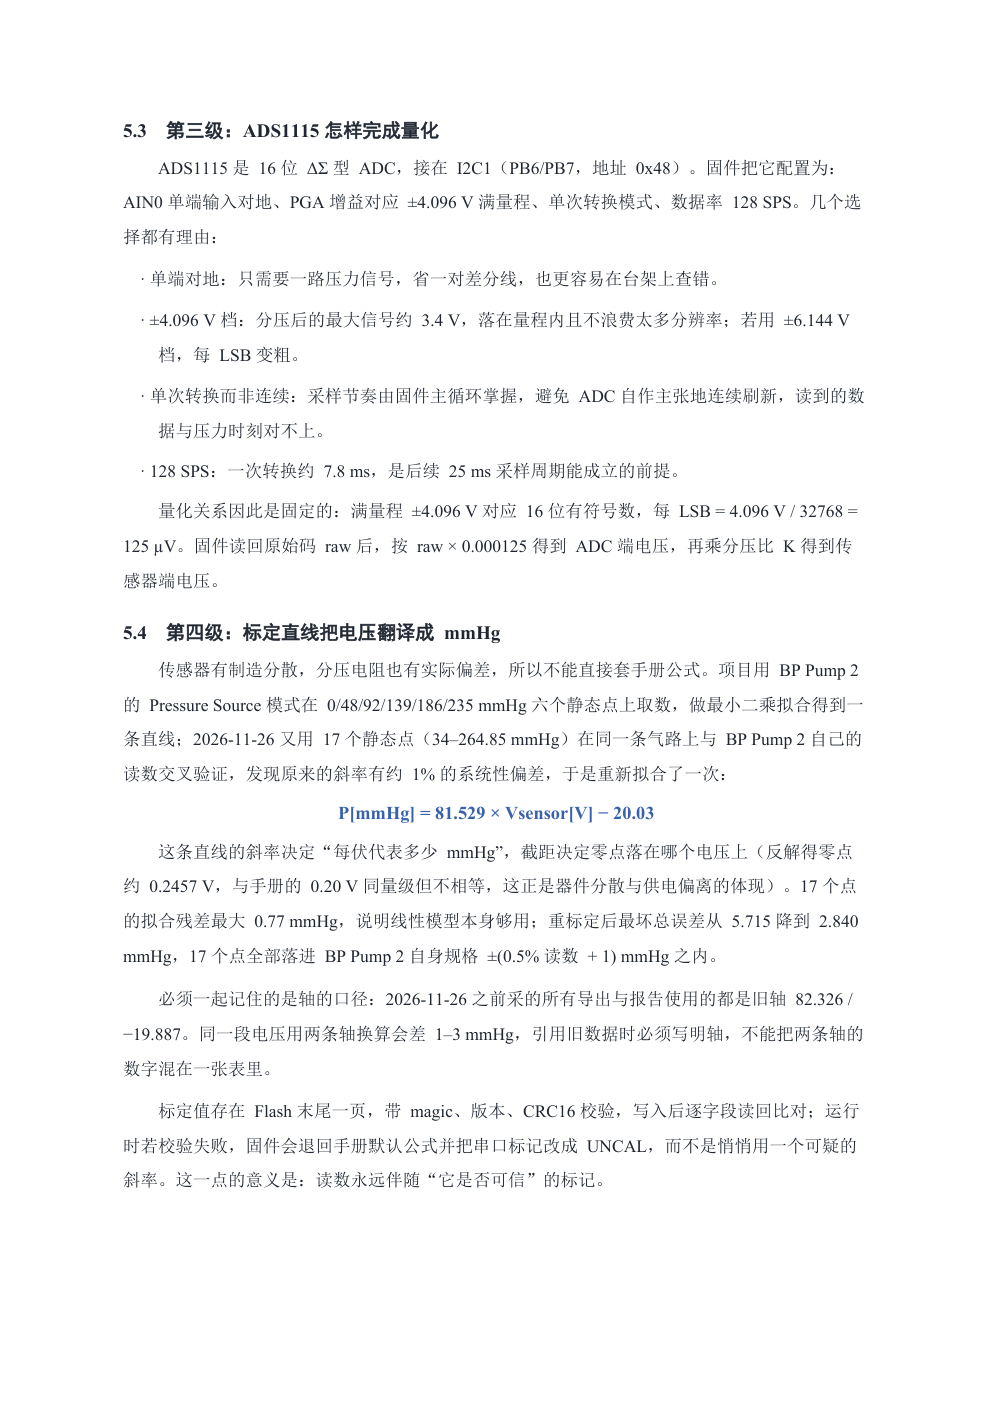 5.3 第三级：ADS1115 怎样完成量化
ADS1115 是 16 位 ΔΣ 型 ADC，接在 I2C1（PB6/PB7，地址 0x48）。固件把它配置为：
AIN0 单端输入对地、PGA 增益对应 ±4.096 V 满量程、单次转换模式、数据率 128 SPS。几个选
择都有理由：
· 单端对地：只需要一路压力信号，省一对差分线，也更容易在台架上查错。
· ±4.096 V 档：分压后的最大信号约 3.4 V，落在量程内且不浪费太多分辨率；若用 ±6.144 V
档，每 LSB 变粗。
· 单次转换而非连续：采样节奏由固件主循环掌握，避免 ADC 自作主张地连续刷新，读到的数
据与压力时刻对不上。
· 128 SPS：一次转换约 7.8 ms，是后续 25 ms 采样周期能成立的前提。
量化关系因此是固定的：满量程 ±4.096 V 对应 16 位有符号数，每 LSB = 4.096 V / 32768 =
125 µV。固件读回原始码 raw 后，按 raw × 0.000125 得到 ADC 端电压，再乘分压比 K 得到传
感器端电压。
5.4 第四级：标定直线把电压翻译成 mmHg
传感器有制造分散，分压电阻也有实际偏差，所以不能直接套手册公式。项目用 BP Pump 2
的 Pressure Source 模式在 0/48/92/139/186/235 mmHg 六个静态点上取数，做最小二乘拟合得到一
条直线；2026-11-26 又用 17 个静态点（34–264.85 mmHg）在同一条气路上与 BP Pump 2 自己的
读数交叉验证，发现原来的斜率有约 1% 的系统性偏差，于是重新拟合了一次：
P[mmHg] = 81.529 × Vsensor[V] − 20.03
这条直线的斜率决定“每伏代表多少 mmHg”，截距决定零点落在哪个电压上（反解得零点
约 0.2457 V，与手册的 0.20 V 同量级但不相等，这正是器件分散与供电偏离的体现）。17 个点
的拟合残差最大 0.77 mmHg，说明线性模型本身够用；重标定后最坏总误差从 5.715 降到 2.840
mmHg，17 个点全部落进 BP Pump 2 自身规格 ±(0.5% 读数 + 1) mmHg 之内。
必须一起记住的是轴的口径：2026-11-26 之前采的所有导出与报告使用的都是旧轴 82.326 /
−19.887。同一段电压用两条轴换算会差 1–3 mmHg，引用旧数据时必须写明轴，不能把两条轴的
数字混在一张表里。
标定值存在 Flash 末尾一页，带 magic、版本、CRC16 校验，写入后逐字段读回比对；运行
时若校验失败，固件会退回手册默认公式并把串口标记改成 UNCAL，而不是悄悄用一个可疑的
斜率。这一点的意义是：读数永远伴随“它是否可信”的标记。